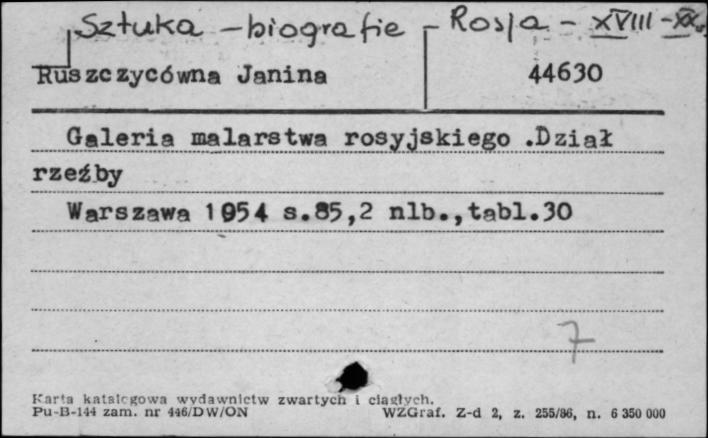 Sztuka - biografie - Rosja - XVIII - XX w.
Ruszczycówna Janina 44630
Galeria malarstwa rosyjskiego .Dział
rzeźby
Warszawa 1954 s.85,2 nlb.,tabl.30
7
Karta katalogowa wydawnictw zwartych i ciągłych.
Pu-B-144 zam. nr 446/DW/ON WZGraf. Z-d 2, z. 255/86, n. 6 350 000